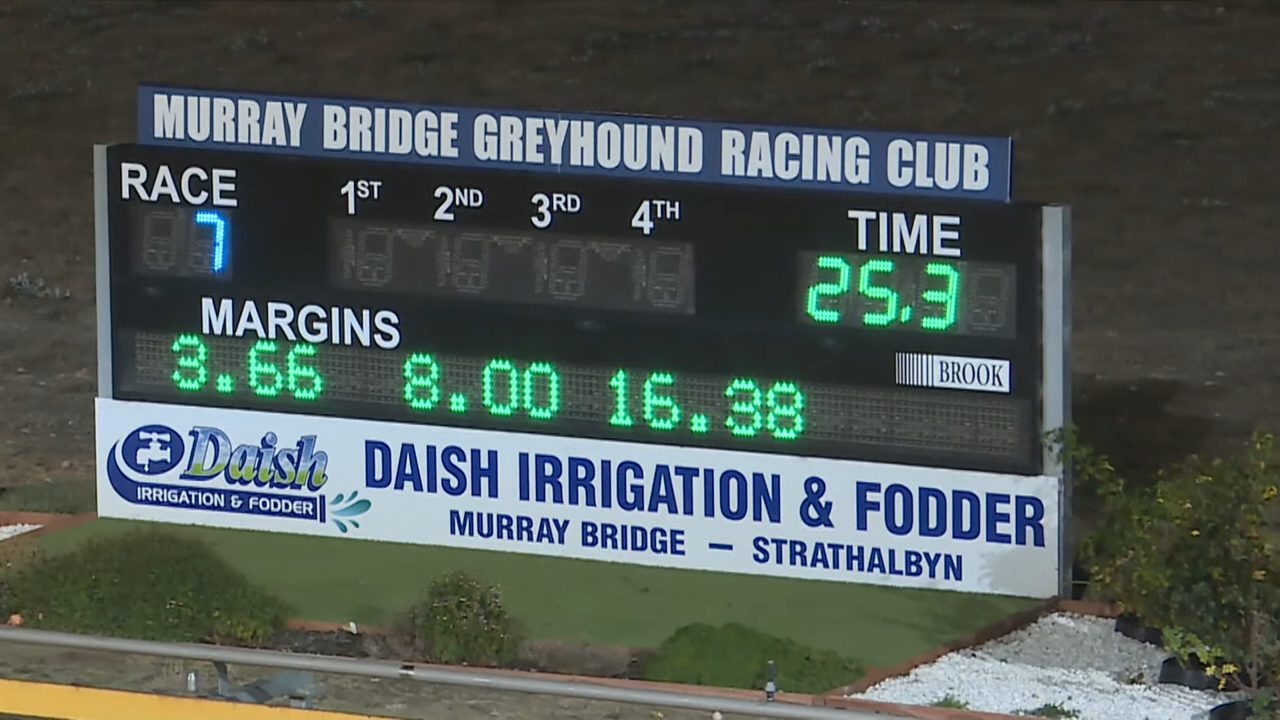 MURRAY BRIDGE GREYHOUND RACING CLUB
RACE 1ST 2ND 3RD 4TH TIME
7 25.3
MARGINS
3.66 8.00 16.38
BROOK
Daish
IRRIGATION & FODDER
DAISH IRRIGATION & FODDER
MURRAY BRIDGE – STRATHALBYN